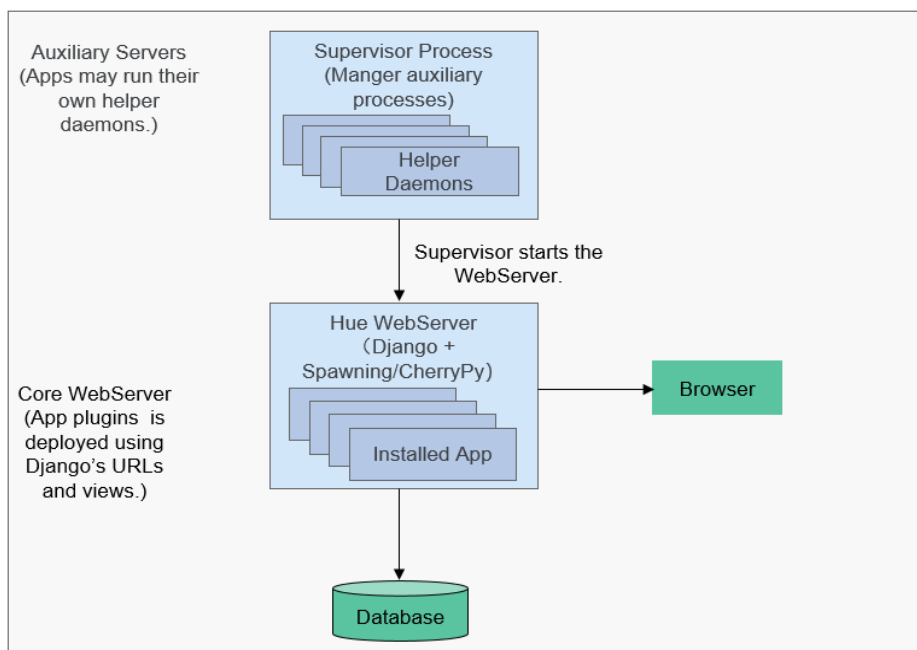 Auxiliary Servers
(Apps may run their
own helper
daemons.)
Supervisor Process
(Manger auxiliary
processes)
Helper
Daemons
Supervisor starts the
WebServer.
Hue WebServer
（Django +
Spawning/CherryPy）
Installed App
Browser
Core WebServer
(App plugins  is
deployed using
Django’s URLs
and views.)
Database